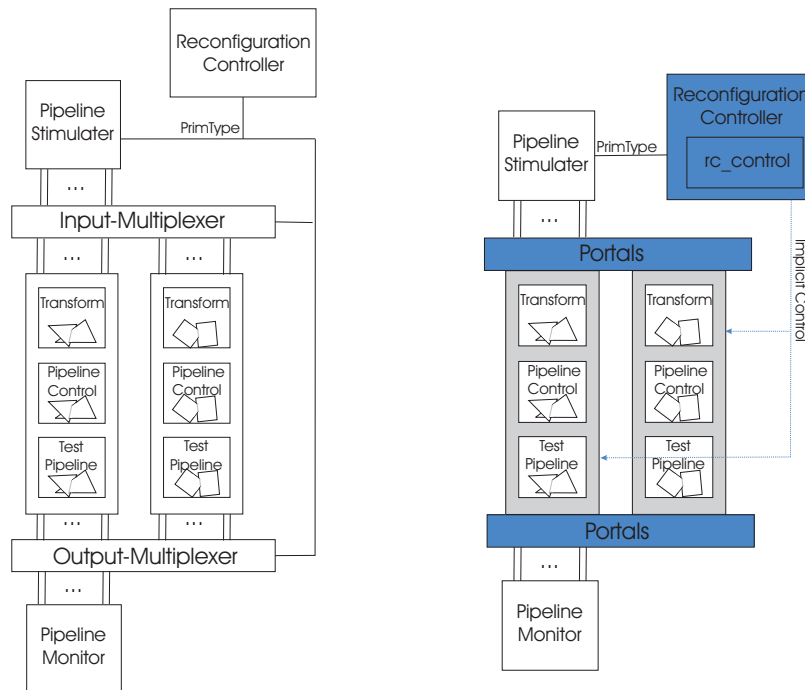 Reconfiguration
Controller
Pipeline
Stimulater
PrimType
...
Input-Multiplexer
...
...
Transform
Transform
Pipeline
Control
Pipeline
Control
Test
Pipeline
Test
Pipeline
...
...
Output-Multiplexer
...
Pipeline
Monitor
Reconfiguration
Controller
rc_control
Pipeline
Stimulater
PrimType
...
Portals
Implicit Control
Transform
Transform
Pipeline
Control
Pipeline
Control
Test
Pipeline
Test
Pipeline
Portals
...
Pipeline
Monitor